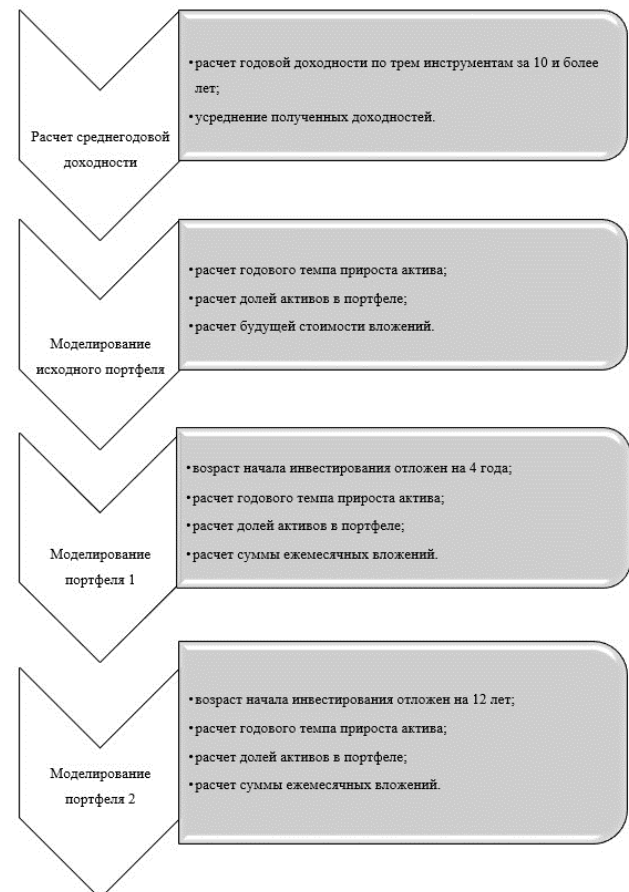 •расчет годовой доходности по трем инструментам за 10 и более
лет;
•усреднение полученных доходностей.
Расчет среднегодовой
доходности
•расчет годового темпа прироста актива;
•расчет долей активов в портфеле;
•расчет будущей стоимости вложений.
Моделирование
исходного портфеля
•возраст начала инвестирования отложен на 4 года;
•расчет годового темпа прироста актива;
•расчет долей активов в портфеле;
•расчет суммы ежемесячных вложений.
Моделирование
портфеля 1
•возраст начала инвестирования отложен на 12 лет;
•расчет годового темпа прироста актива;
•расчет долей активов в портфеле;
•расчет суммы ежемесячных вложений.
Моделирование
портфеля 2